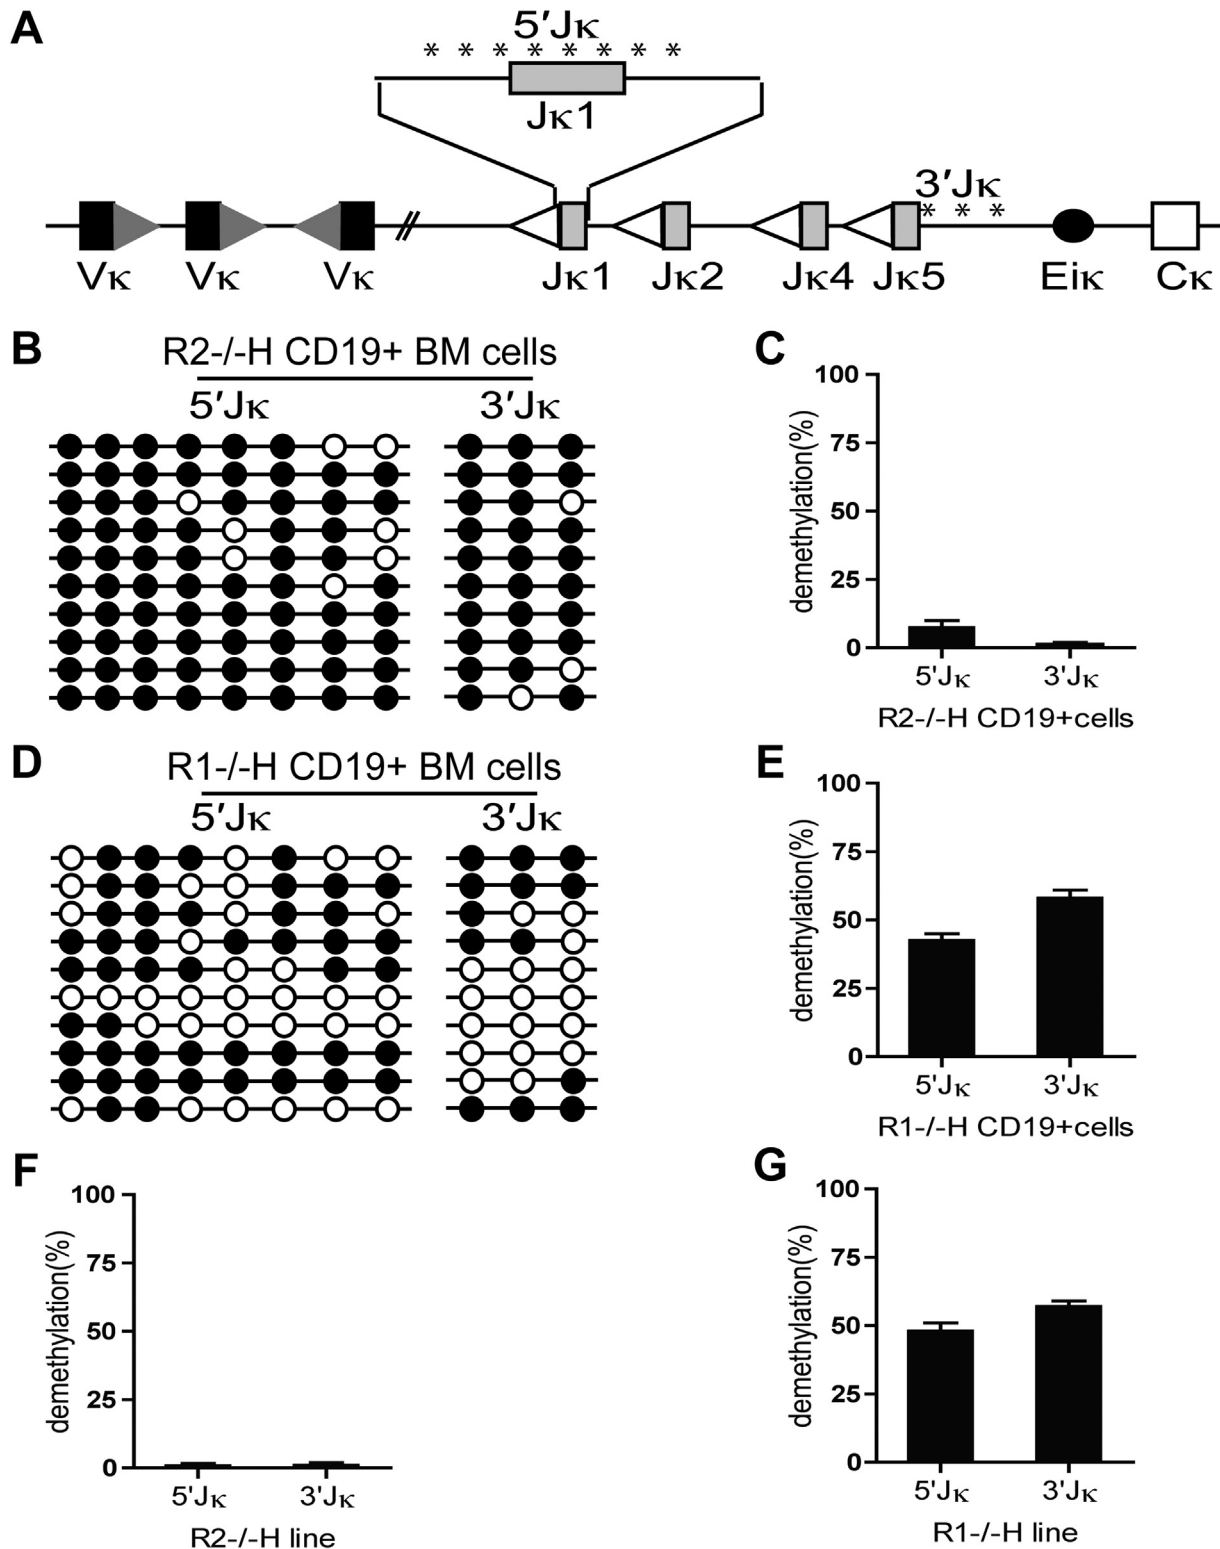 A
5′Jκ
* * * * * * * *
Jκ1
3′Jκ
* * *
Vκ Vκ Vκ Jκ1 Jκ2 Jκ4 Jκ5 Eiκ Cκ
B
R2-/-H CD19+ BM cells
5′Jκ 3′Jκ
C
demethylation(%)
100
75
50
25
0
5'Jκ 3'Jκ
R2-/-H CD19+cells
D
R1-/-H CD19+ BM cells
5′Jκ 3′Jκ
E
demethylation(%)
100
75
50
25
0
5'Jκ 3'Jκ
R1-/-H CD19+cells
F
demethylation(%)
100
75
50
25
0
5'Jκ 3'Jκ
R2-/-H line
G
demethylation(%)
100
75
50
25
0
5'Jκ 3'Jκ
R1-/-H line